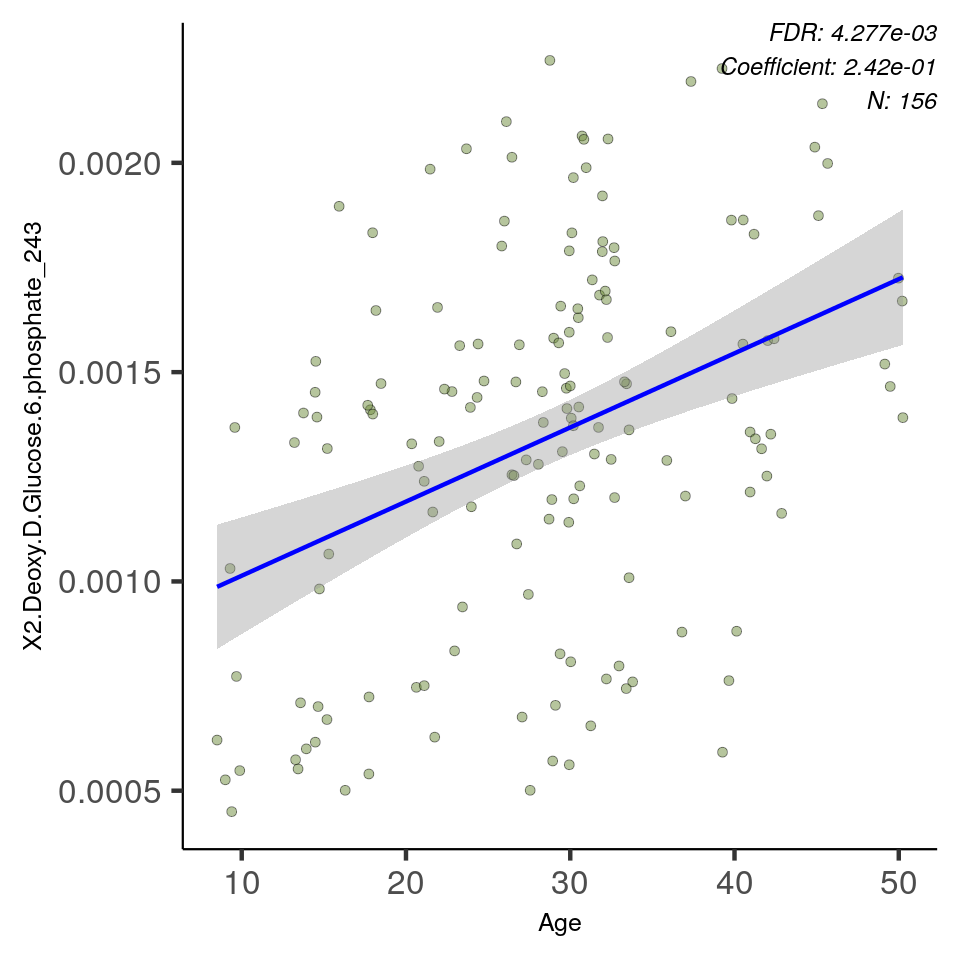 FDR: 4.277e-03
Coefficient: 2.42e-01
N: 156
X2.Deoxy.D.Glucose.6.phosphate_243
0.0020
0.0015
0.0010
0.0005
10 20 30 40 50
Age